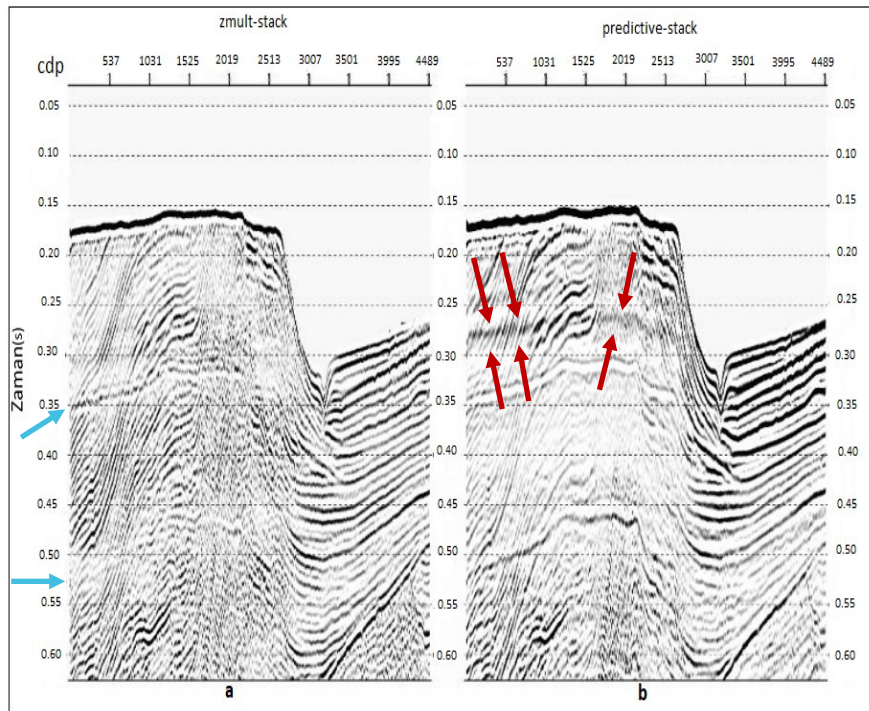 zmult-stack
predictive-stack
cdp 537 1031 1525 2019 2513 3007 3501 3995 4489
537 1031 1525 2019 2513 3007 3501 3995 4489
0.05 0.05 0.05
0.10 0.10 0.10
0.15 0.15 0.15
0.20 0.20 0.20
0.25 0.25 0.25
0.30 0.30 0.30
0.35 0.35 0.35
0.40 0.40 0.40
0.45 0.45 0.45
0.50 0.50 0.50
0.55 0.55 0.55
0.60 0.60 0.60
Zaman(s)
a
b